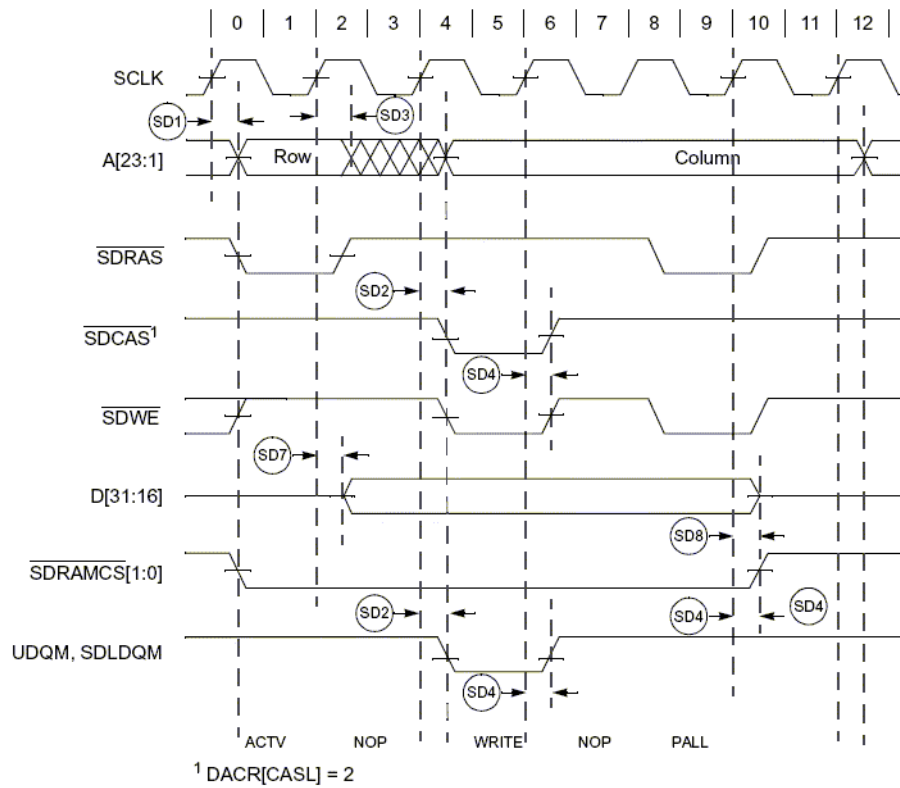 0 1 2 3 4 5 6 7 8 9 10 11 12
SCLK
SD1 SD3
A[23:1] Row Column
SDRAS
SD2
SDCAS1
SD4
SDWE
SD7
D[31:16]
SD8
SDRAMCS[1:0]
SD2 SD4 SD4
UDQM, SDLDQM
SD4
ACTV NOP WRITE NOP PALL
1 DACR[CASL] = 2